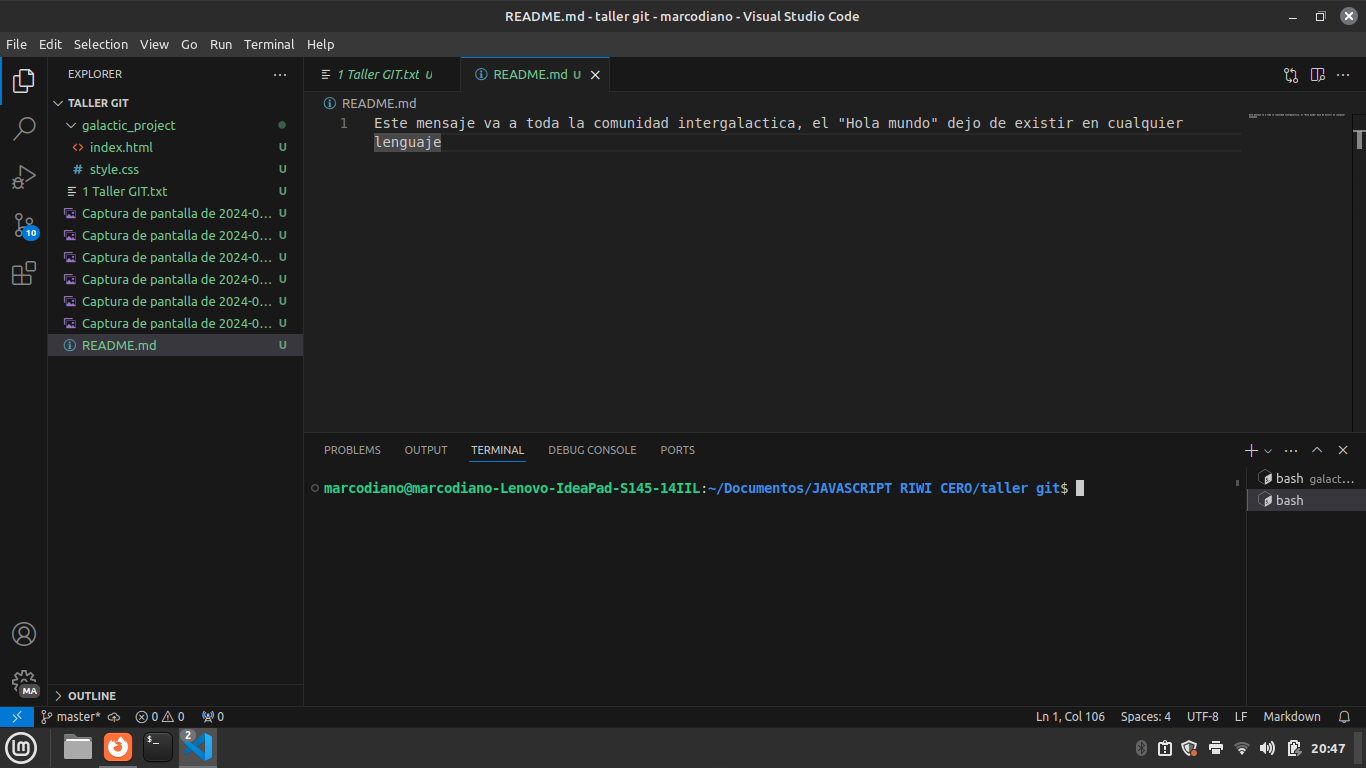 README.md - taller git - marcodiano - Visual Studio Code
File Edit Selection View Go Run Terminal Help
EXPLORER
TALLER GIT
galactic_project
index.html U
style.css U
1 Taller GIT.txt U
Captura de pantalla de 2024-0... U
Captura de pantalla de 2024-0... U
Captura de pantalla de 2024-0... U
Captura de pantalla de 2024-0... U
Captura de pantalla de 2024-0... U
Captura de pantalla de 2024-0... U
README.md U
10
OUTLINE
MA
1 Taller GIT.txt U
README.md U
README.md
1 Este mensaje va a toda la comunidad intergalactica, el "Hola mundo" dejo de existir en cualquier
lenguaje
PROBLEMS OUTPUT TERMINAL DEBUG CONSOLE PORTS
marcodiano@marcodiano-Lenovo-IdeaPad-S145-14IIL:~/Documentos/JAVASCRIPT RIWI CERO/taller git$
bash galact...
bash
master* 0 0 0
Ln 1, Col 106 Spaces: 4 UTF-8 LF Markdown
2
20:47